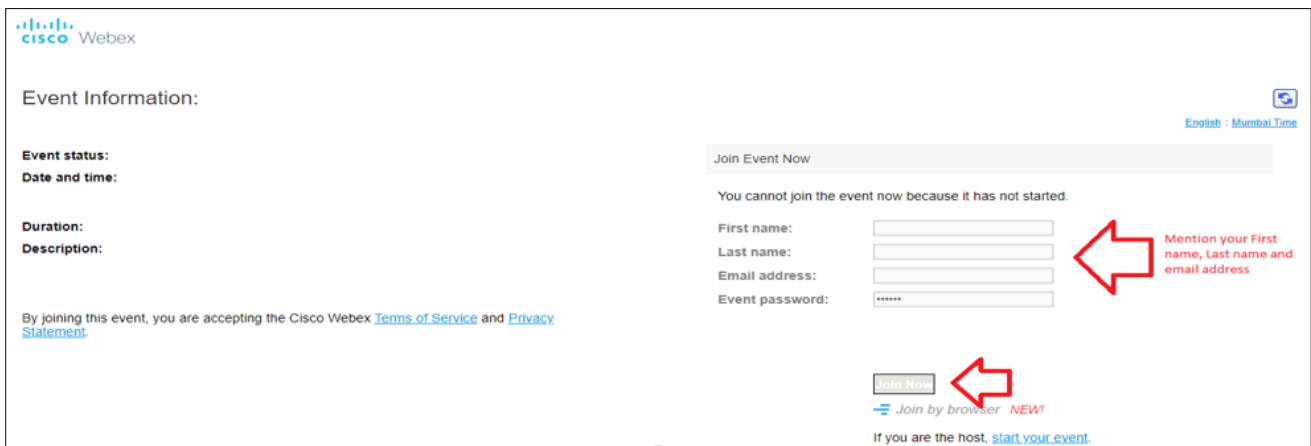 CISCO Webex
Event Information:
English : Mumbai Time
Event status:
Date and time:
Duration:
Description:
By joining this event, you are accepting the Cisco Webex Terms of Service and Privacy
Statement.
Join Event Now
You cannot join the event now because it has not started.
First name:
Last name:
Email address:
Event password: ••••••
Mention your First
name, Last name and
email address
Join Now
Join by browser NEW!
If you are the host, start your event.